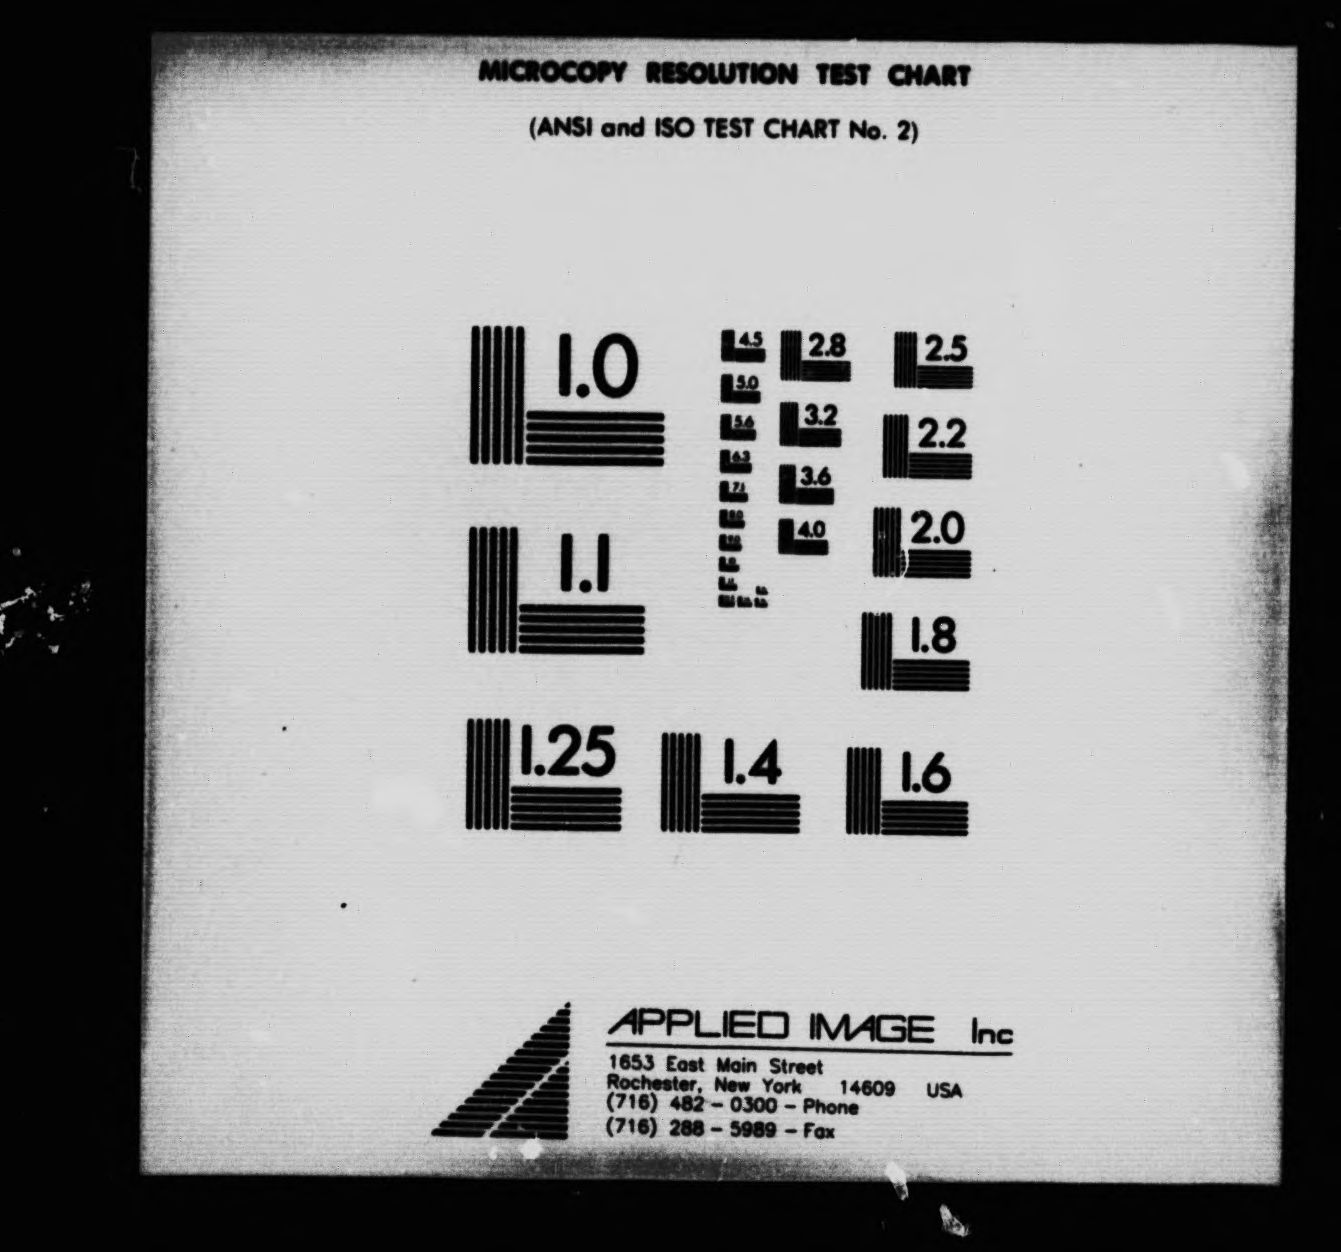 MICROCOPY RESOLUTION TEST CHART
(ANSI and ISO TEST CHART No. 2)
1.0
1.1
1.25
1.4
1.6
1.8
2.0
2.2
2.5
2.8
3.2
3.6
4.0
4.5
5.0
5.6
6.3
7.1
APPLIED IMAGE Inc
1653 East Main Street
Rochester, New York 14609 USA
(716) 482 - 0300 - Phone
(716) 288 - 5989 - Fax